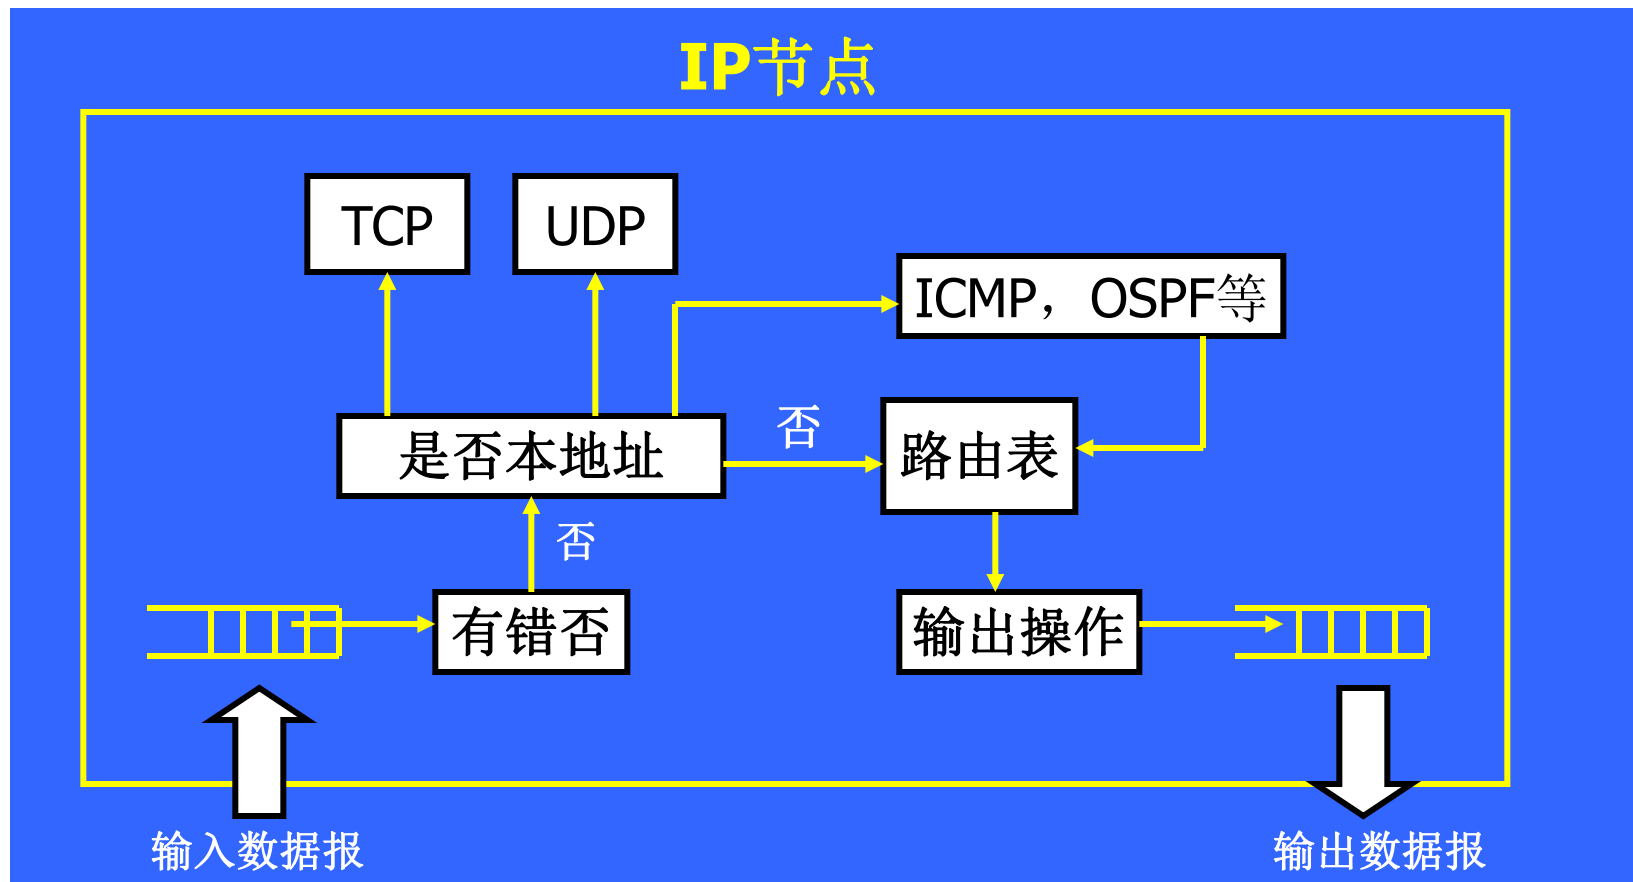 IP节点
TCP
UDP
ICMP，OSPF等
是否本地址
否
路由表
否
有错否
输出操作
输入数据报
输出数据报